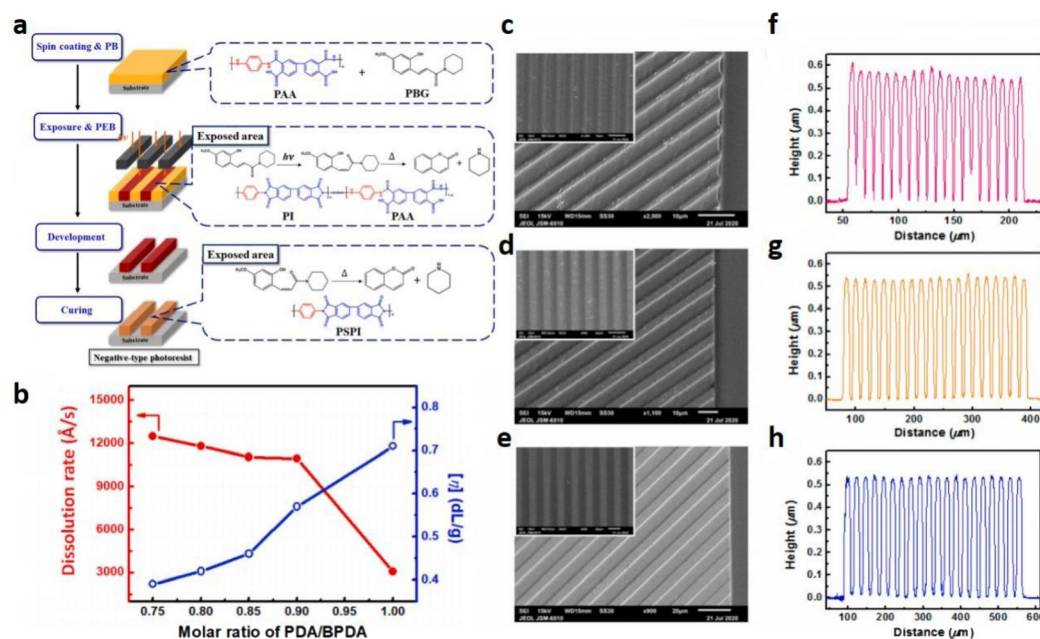 a
Spin coating & PB
Substrate
PAA
+
PBG
Exposure & PEB
Exposed area
hν
Δ
+
Substrate
PI
PAA
Development
Substrate
Exposed area
Δ
+
Curing
PSPI
Substrate
Negative-type photoresist
b
15000
12000
9000
6000
3000
Dissolution rate (Å/s)
0.8
0.7
0.6
0.5
0.4
[η] (dL/g)
0.75 0.80 0.85 0.90 0.95 1.00
Molar ratio of PDA/BPDA
c
SEI 15kV WD15mm SS30 x2,000 10μm
JEOL JSM-6510 21 Jul 2020
d
SEI 15kV WD15mm SS30 x1,100 10μm
JEOL JSM-6510 21 Jul 2020
e
SEI 15kV WD15mm SS30 x900 20μm
JEOL JSM-6510 21 Jul 2020
f
0.6
0.5
0.4
0.3
0.2
0.1
0.0
Height (μm)
50 100 150 200
Distance (μm)
g
0.6
0.5
0.4
0.3
0.2
0.1
0.0
Height (μm)
100 200 300 400
Distance (μm)
h
0.6
0.5
0.4
0.3
0.2
0.1
0.0
Height (μm)
100 200 300 400 500 600
Distance (μm)